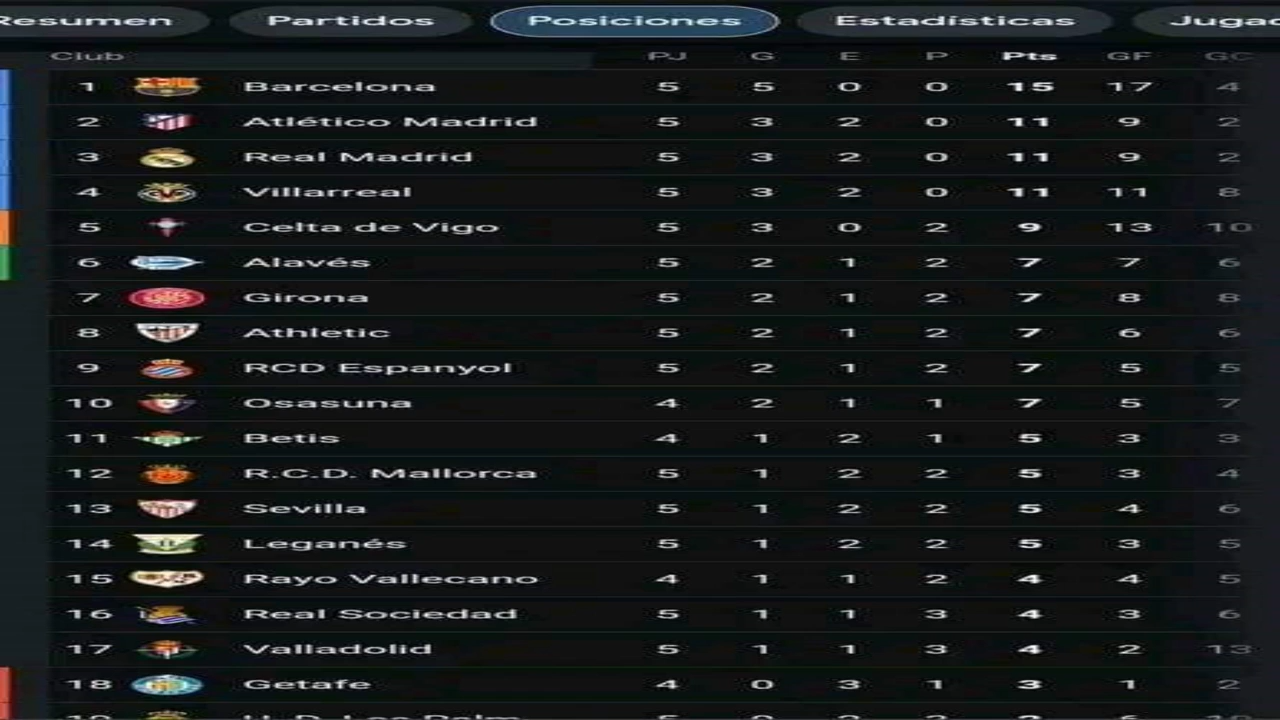 Resumen Partidos Posiciones Estadísticas
Club PJ G E P Pts GF GC
1 Barcelona 5 5 0 0 15 17 4
2 Atlético Madrid 5 3 2 0 11 9 2
3 Real Madrid 5 3 2 0 11 9 2
4 Villarreal 5 3 2 0 11 11 8
5 Celta de Vigo 5 3 0 2 9 13 10
6 Alavés 5 2 1 2 7 7 6
7 Girona 5 2 1 2 7 8 8
8 Athletic 5 2 1 2 7 6 6
9 RCD Espanyol 5 2 1 2 7 5 5
10 Osasuna 4 2 1 1 7 5 7
11 Betis 4 1 2 1 5 3 3
12 R.C.D. Mallorca 5 1 2 2 5 3 4
13 Sevilla 5 1 2 2 5 4 6
14 Leganés 5 1 2 2 5 3 5
15 Rayo Vallecano 4 1 1 2 4 4 5
16 Real Sociedad 5 1 1 3 4 3 6
17 Valladolid 5 1 1 3 4 2 13
18 Getafe 4 0 3 1 3 1 2